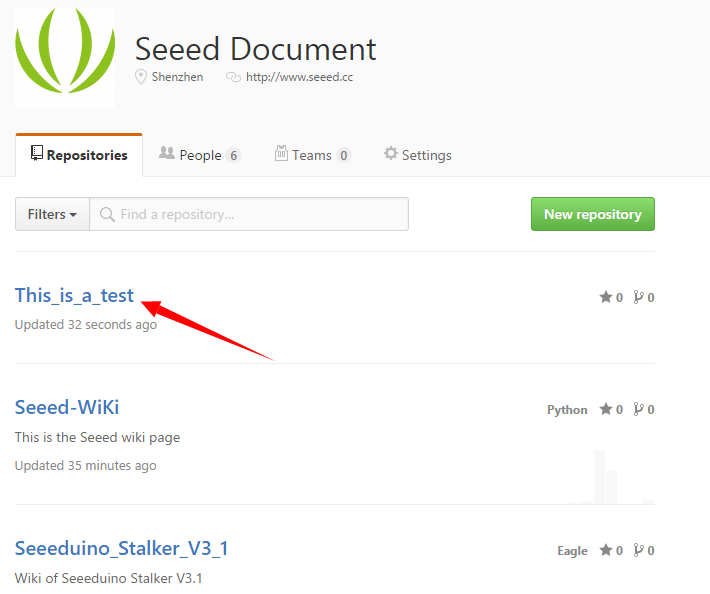 Seeed Document
Shenzhen http://www.seeed.cc
Repositories People 6 Teams 0 Settings
Filters Find a repository... New repository
This_is_a_test 0 0
Updated 32 seconds ago
Seeed-WiKi Python 0 0
This is the Seeed wiki page
Updated 35 minutes ago
Seeeduino_Stalker_V3_1 Eagle 0 0
Wiki of Seeeduino Stalker V3.1